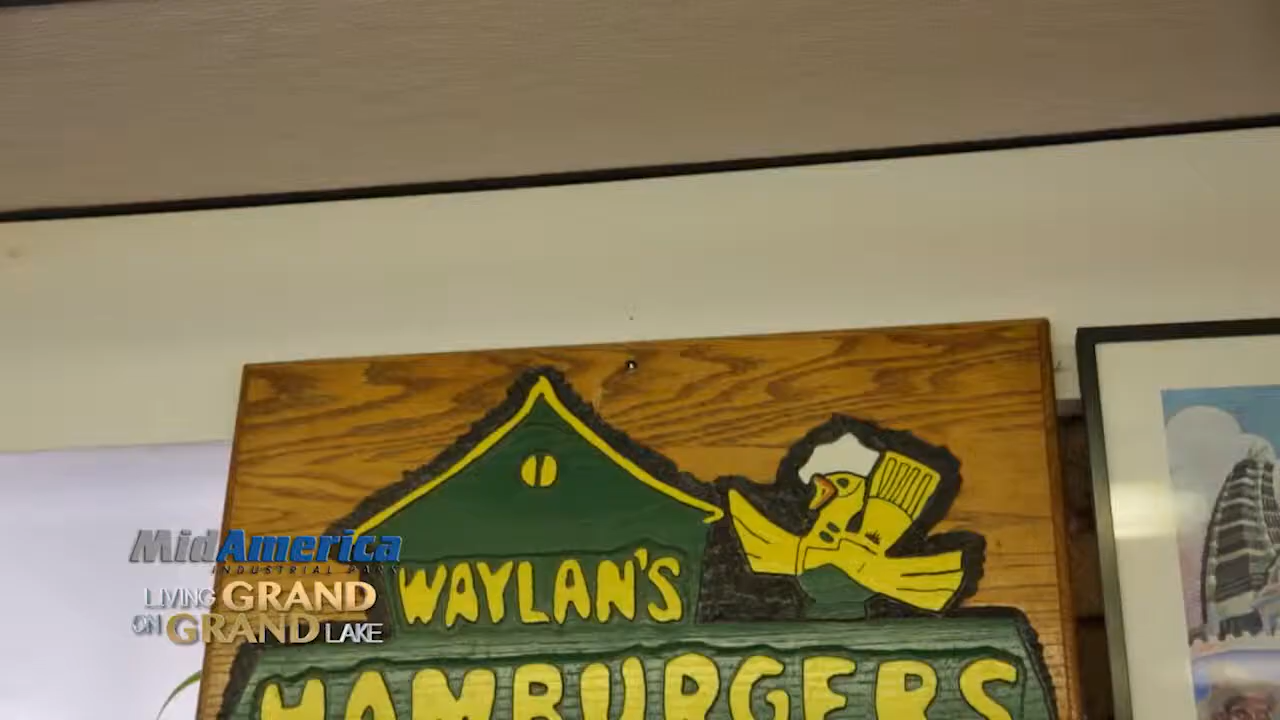 WAYLAN'S
HAMBURGERS
MidAmerica
INDUSTRIAL PARK
LIVING GRAND
ON GRAND LAKE